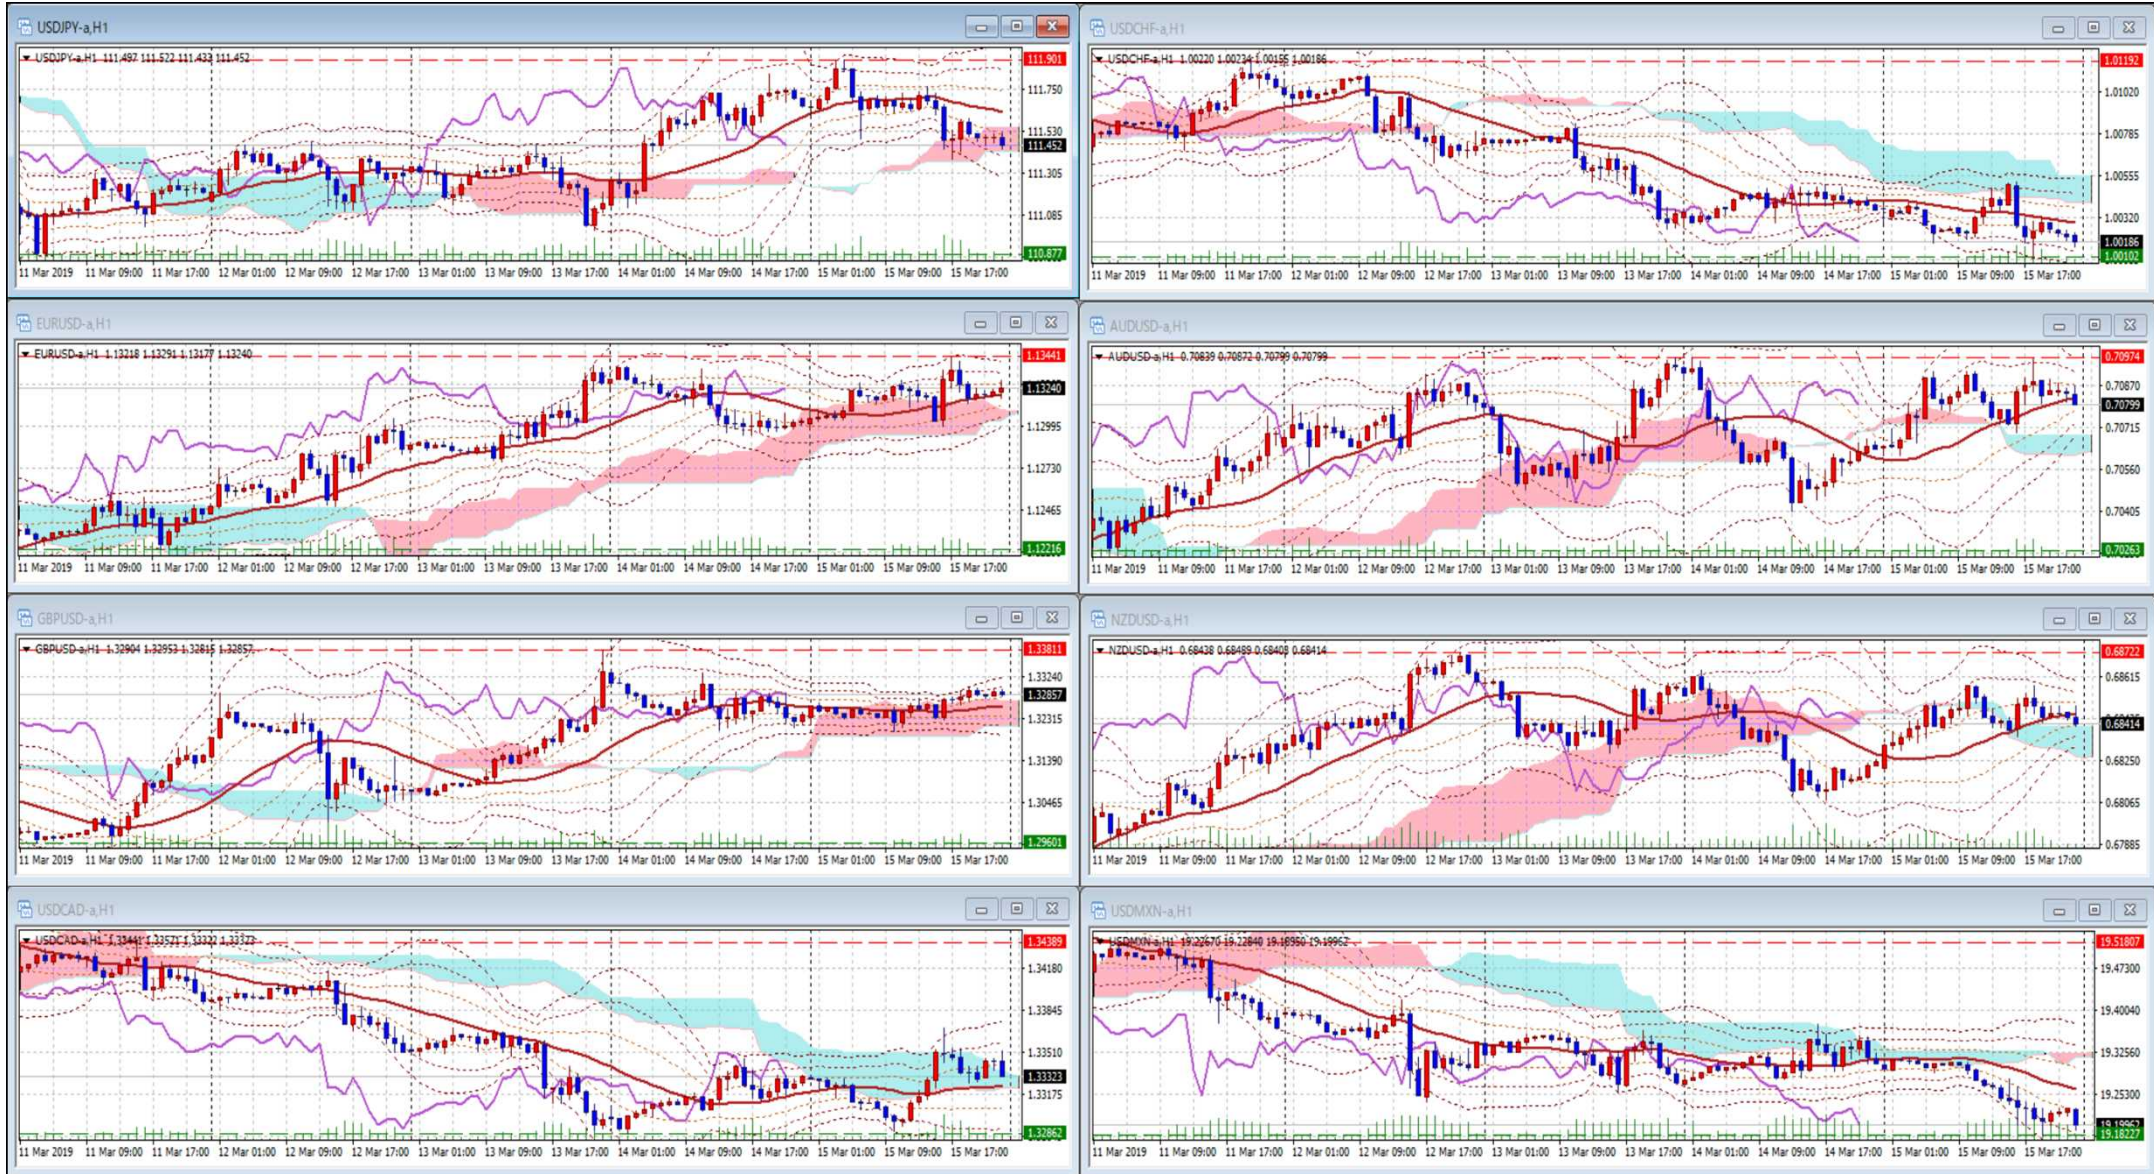 USDJPY-a,H1
USDJPY-a,H1 111.497 111.522 111.433 111.452
111.901
111.750
111.530
111.452
111.305
111.085
110.877
11 Mar 2019 11 Mar 09:00 11 Mar 17:00 12 Mar 01:00 12 Mar 09:00 12 Mar 17:00 13 Mar 01:00 13 Mar 09:00 13 Mar 17:00 14 Mar 01:00 14 Mar 09:00 14 Mar 17:00 15 Mar 01:00 15 Mar 09:00 15 Mar 17:00
USDCHF-a,H1
USDCHF-a,H1 1.00220 1.00234 1.00155 1.00186
1.01192
1.01020
1.00785
1.00555
1.00320
1.00186
1.00102
11 Mar 2019 11 Mar 09:00 11 Mar 17:00 12 Mar 01:00 12 Mar 09:00 12 Mar 17:00 13 Mar 01:00 13 Mar 09:00 13 Mar 17:00 14 Mar 01:00 14 Mar 09:00 14 Mar 17:00 15 Mar 01:00 15 Mar 09:00 15 Mar 17:00
EURUSD-a,H1
EURUSD-a,H1 1.13218 1.13291 1.13177 1.13240
1.13441
1.13240
1.12995
1.12730
1.12465
1.12216
11 Mar 2019 11 Mar 09:00 11 Mar 17:00 12 Mar 01:00 12 Mar 09:00 12 Mar 17:00 13 Mar 01:00 13 Mar 09:00 13 Mar 17:00 14 Mar 01:00 14 Mar 09:00 14 Mar 17:00 15 Mar 01:00 15 Mar 09:00 15 Mar 17:00
AUDUSD-a,H1
AUDUSD-a,H1 0.70839 0.70872 0.70799 0.70799
0.70974
0.70870
0.70799
0.70715
0.70560
0.70405
0.70263
11 Mar 2019 11 Mar 09:00 11 Mar 17:00 12 Mar 01:00 12 Mar 09:00 12 Mar 17:00 13 Mar 01:00 13 Mar 09:00 13 Mar 17:00 14 Mar 01:00 14 Mar 09:00 14 Mar 17:00 15 Mar 01:00 15 Mar 09:00 15 Mar 17:00
GBPUSD-a,H1
GBPUSD-a,H1 1.32904 1.32953 1.32815 1.32857
1.33811
1.33240
1.32857
1.32315
1.31390
1.30465
1.29601
11 Mar 2019 11 Mar 09:00 11 Mar 17:00 12 Mar 01:00 12 Mar 09:00 12 Mar 17:00 13 Mar 01:00 13 Mar 09:00 13 Mar 17:00 14 Mar 01:00 14 Mar 09:00 14 Mar 17:00 15 Mar 01:00 15 Mar 09:00 15 Mar 17:00
NZDUSD-a,H1
NZDUSD-a,H1 0.68438 0.68489 0.68408 0.68414
0.68722
0.68615
0.68414
0.68250
0.68065
0.67885
11 Mar 2019 11 Mar 09:00 11 Mar 17:00 12 Mar 01:00 12 Mar 09:00 12 Mar 17:00 13 Mar 01:00 13 Mar 09:00 13 Mar 17:00 14 Mar 01:00 14 Mar 09:00 14 Mar 17:00 15 Mar 01:00 15 Mar 09:00 15 Mar 17:00
USDCAD-a,H1
USDCAD-a,H1 1.33322
1.34389
1.34180
1.33845
1.33510
1.33323
1.33175
1.32862
11 Mar 2019 11 Mar 09:00 11 Mar 17:00 12 Mar 01:00 12 Mar 09:00 12 Mar 17:00 13 Mar 01:00 13 Mar 09:00 13 Mar 17:00 14 Mar 01:00 14 Mar 09:00 14 Mar 17:00 15 Mar 01:00 15 Mar 09:00 15 Mar 17:00
USDMXN-a,H1
USDMXN-a,H1 19.22670 19.22840 19.18950 19.19962
19.51807
19.47300
19.40040
19.32560
19.25300
19.19962
19.18227
11 Mar 2019 11 Mar 09:00 11 Mar 17:00 12 Mar 01:00 12 Mar 09:00 12 Mar 17:00 13 Mar 01:00 13 Mar 09:00 13 Mar 17:00 14 Mar 01:00 14 Mar 09:00 14 Mar 17:00 15 Mar 01:00 15 Mar 09:00 15 Mar 17:00